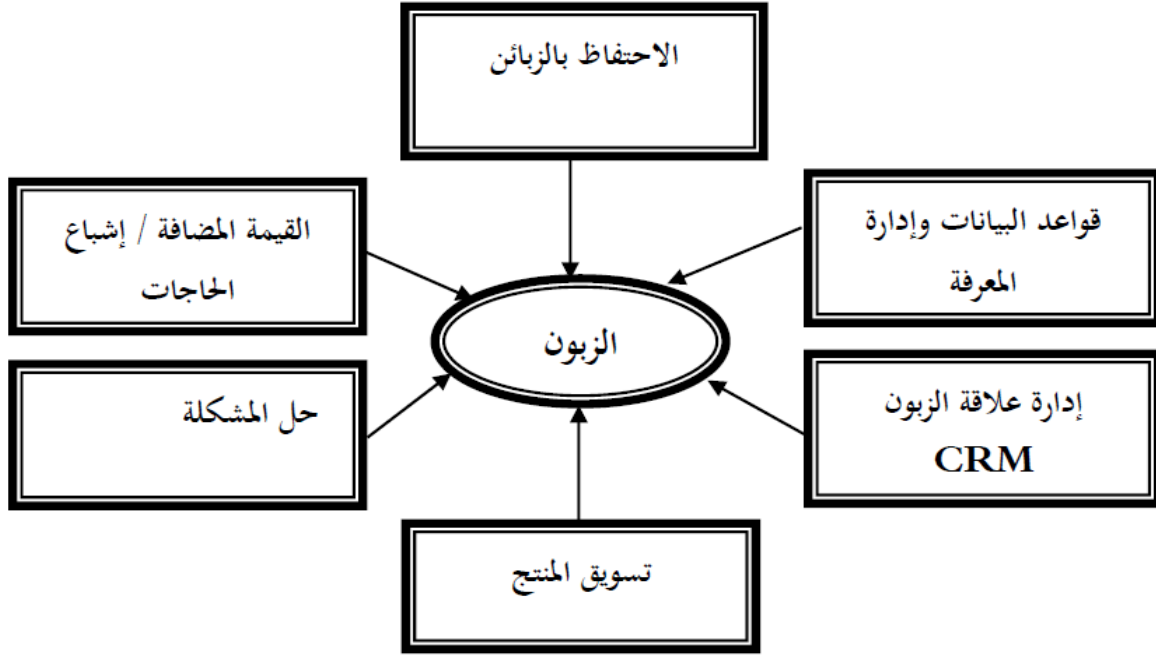 الاحتفاظ بالزبائن
قواعد البيانات وإدارة
المعرفة
القيمة المضافة / إشباع
الحاجات
الزبون
إدارة علاقة الزبون
CRM
حل المشكلة
تسويق المنتج